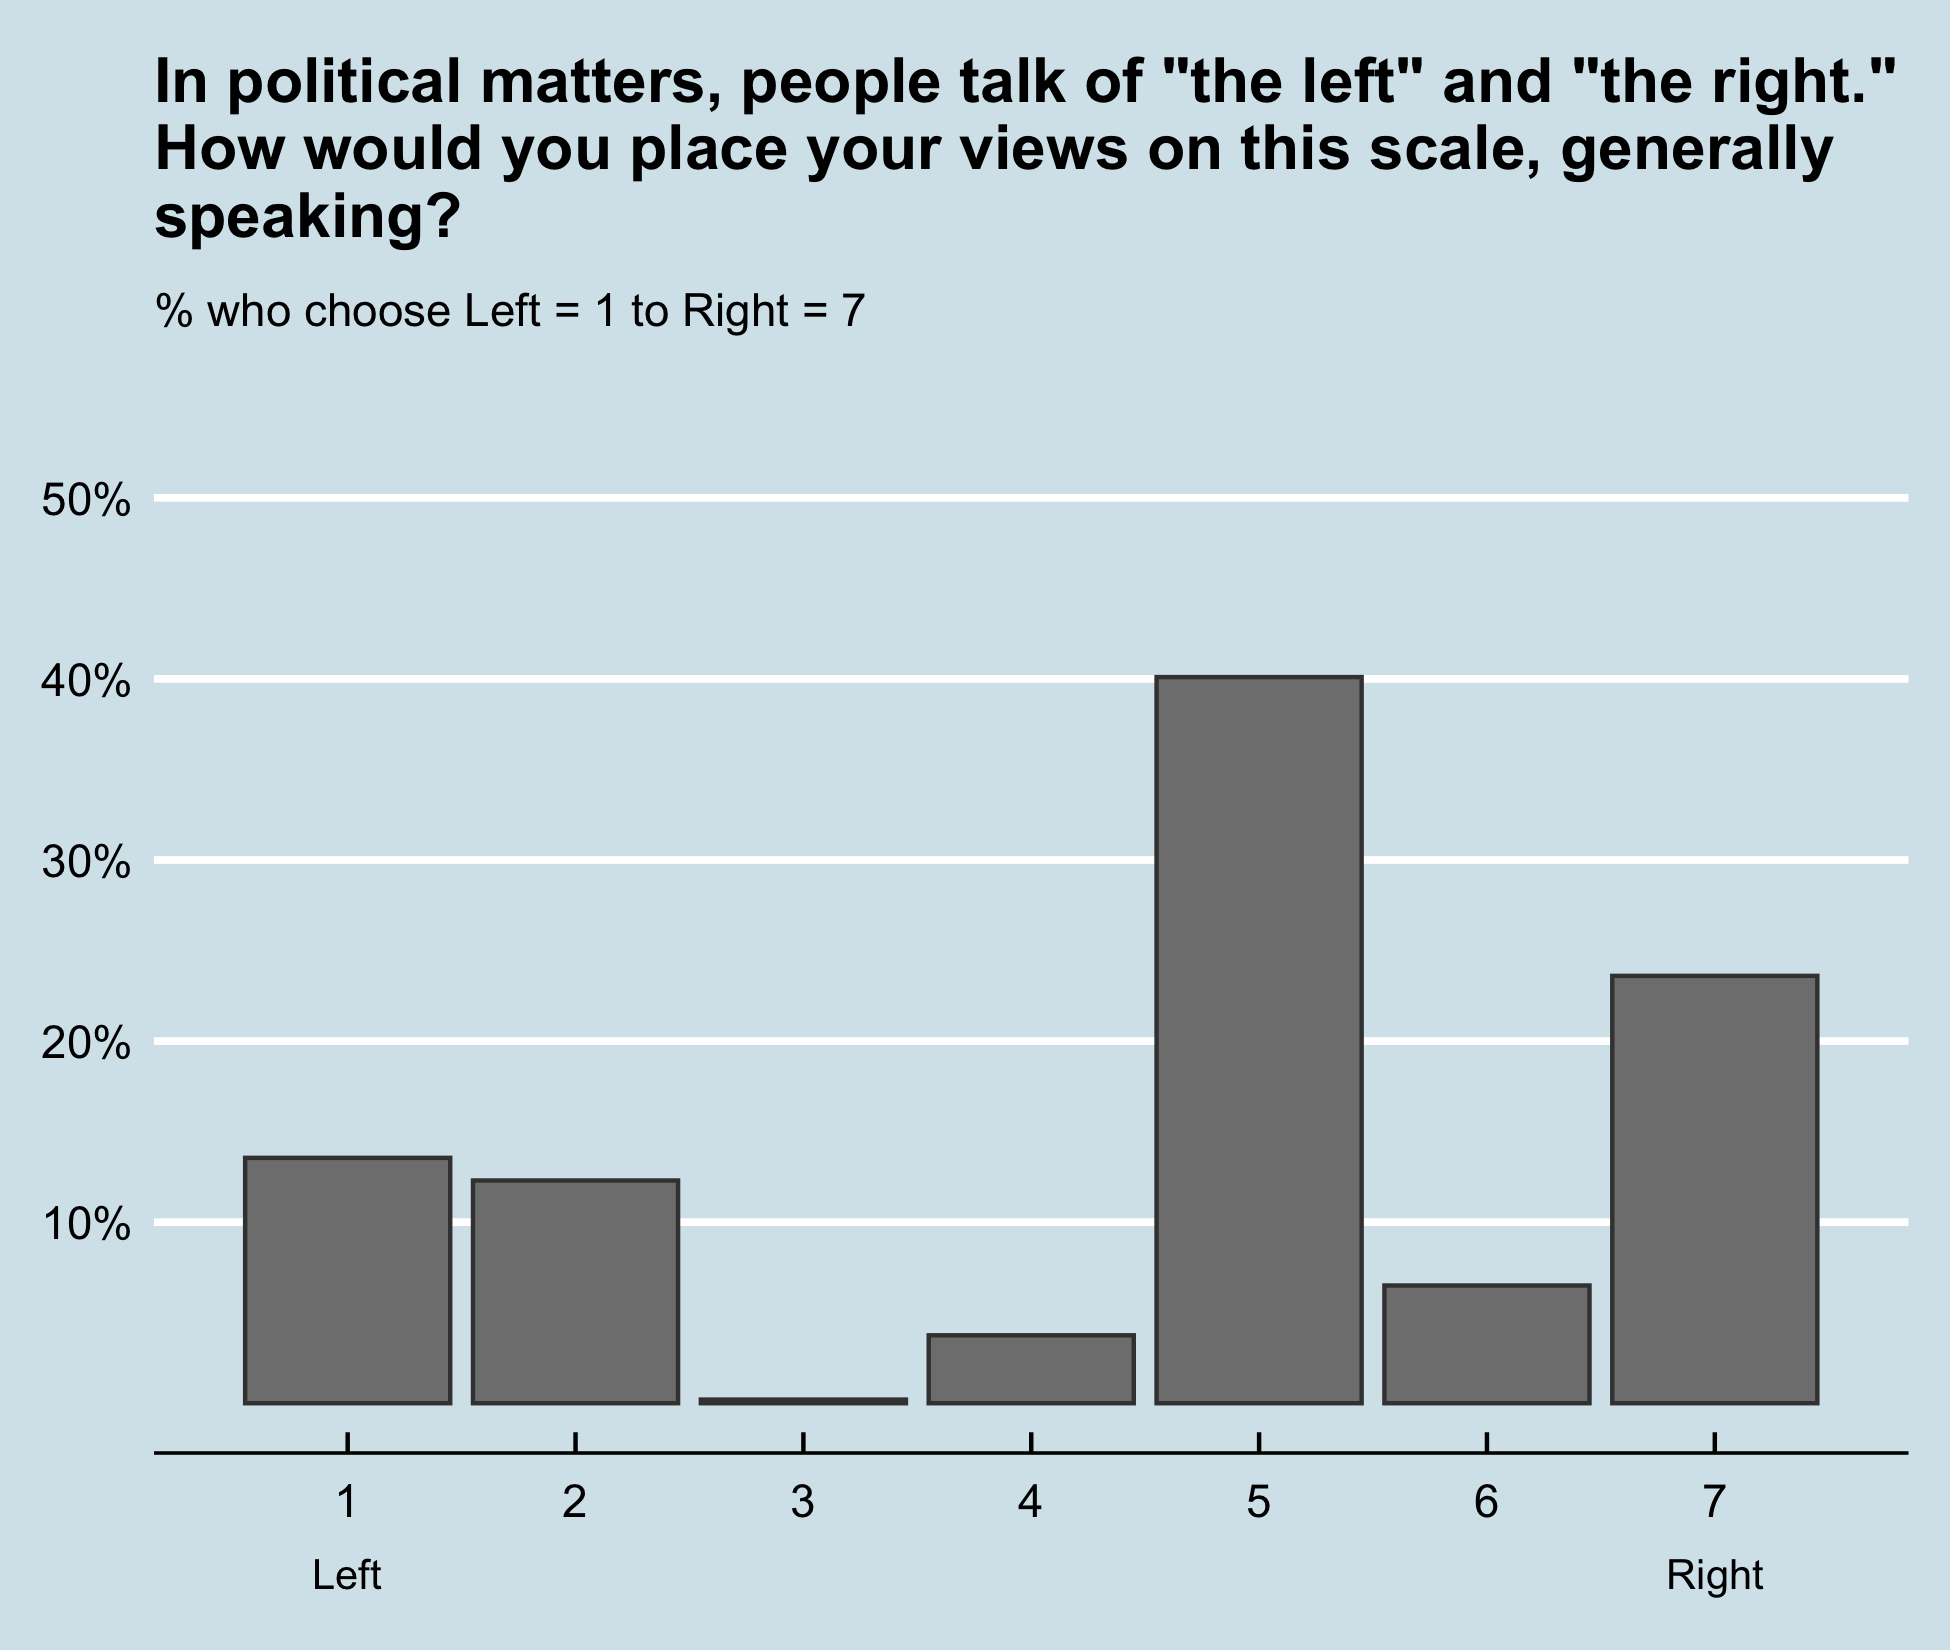 In political matters, people talk of "the left" and "the right."
How would you place your views on this scale, generally
speaking?
% who choose Left = 1 to Right = 7
50%
40%
30%
20%
10%
1 2 3 4 5 6 7
Left Right